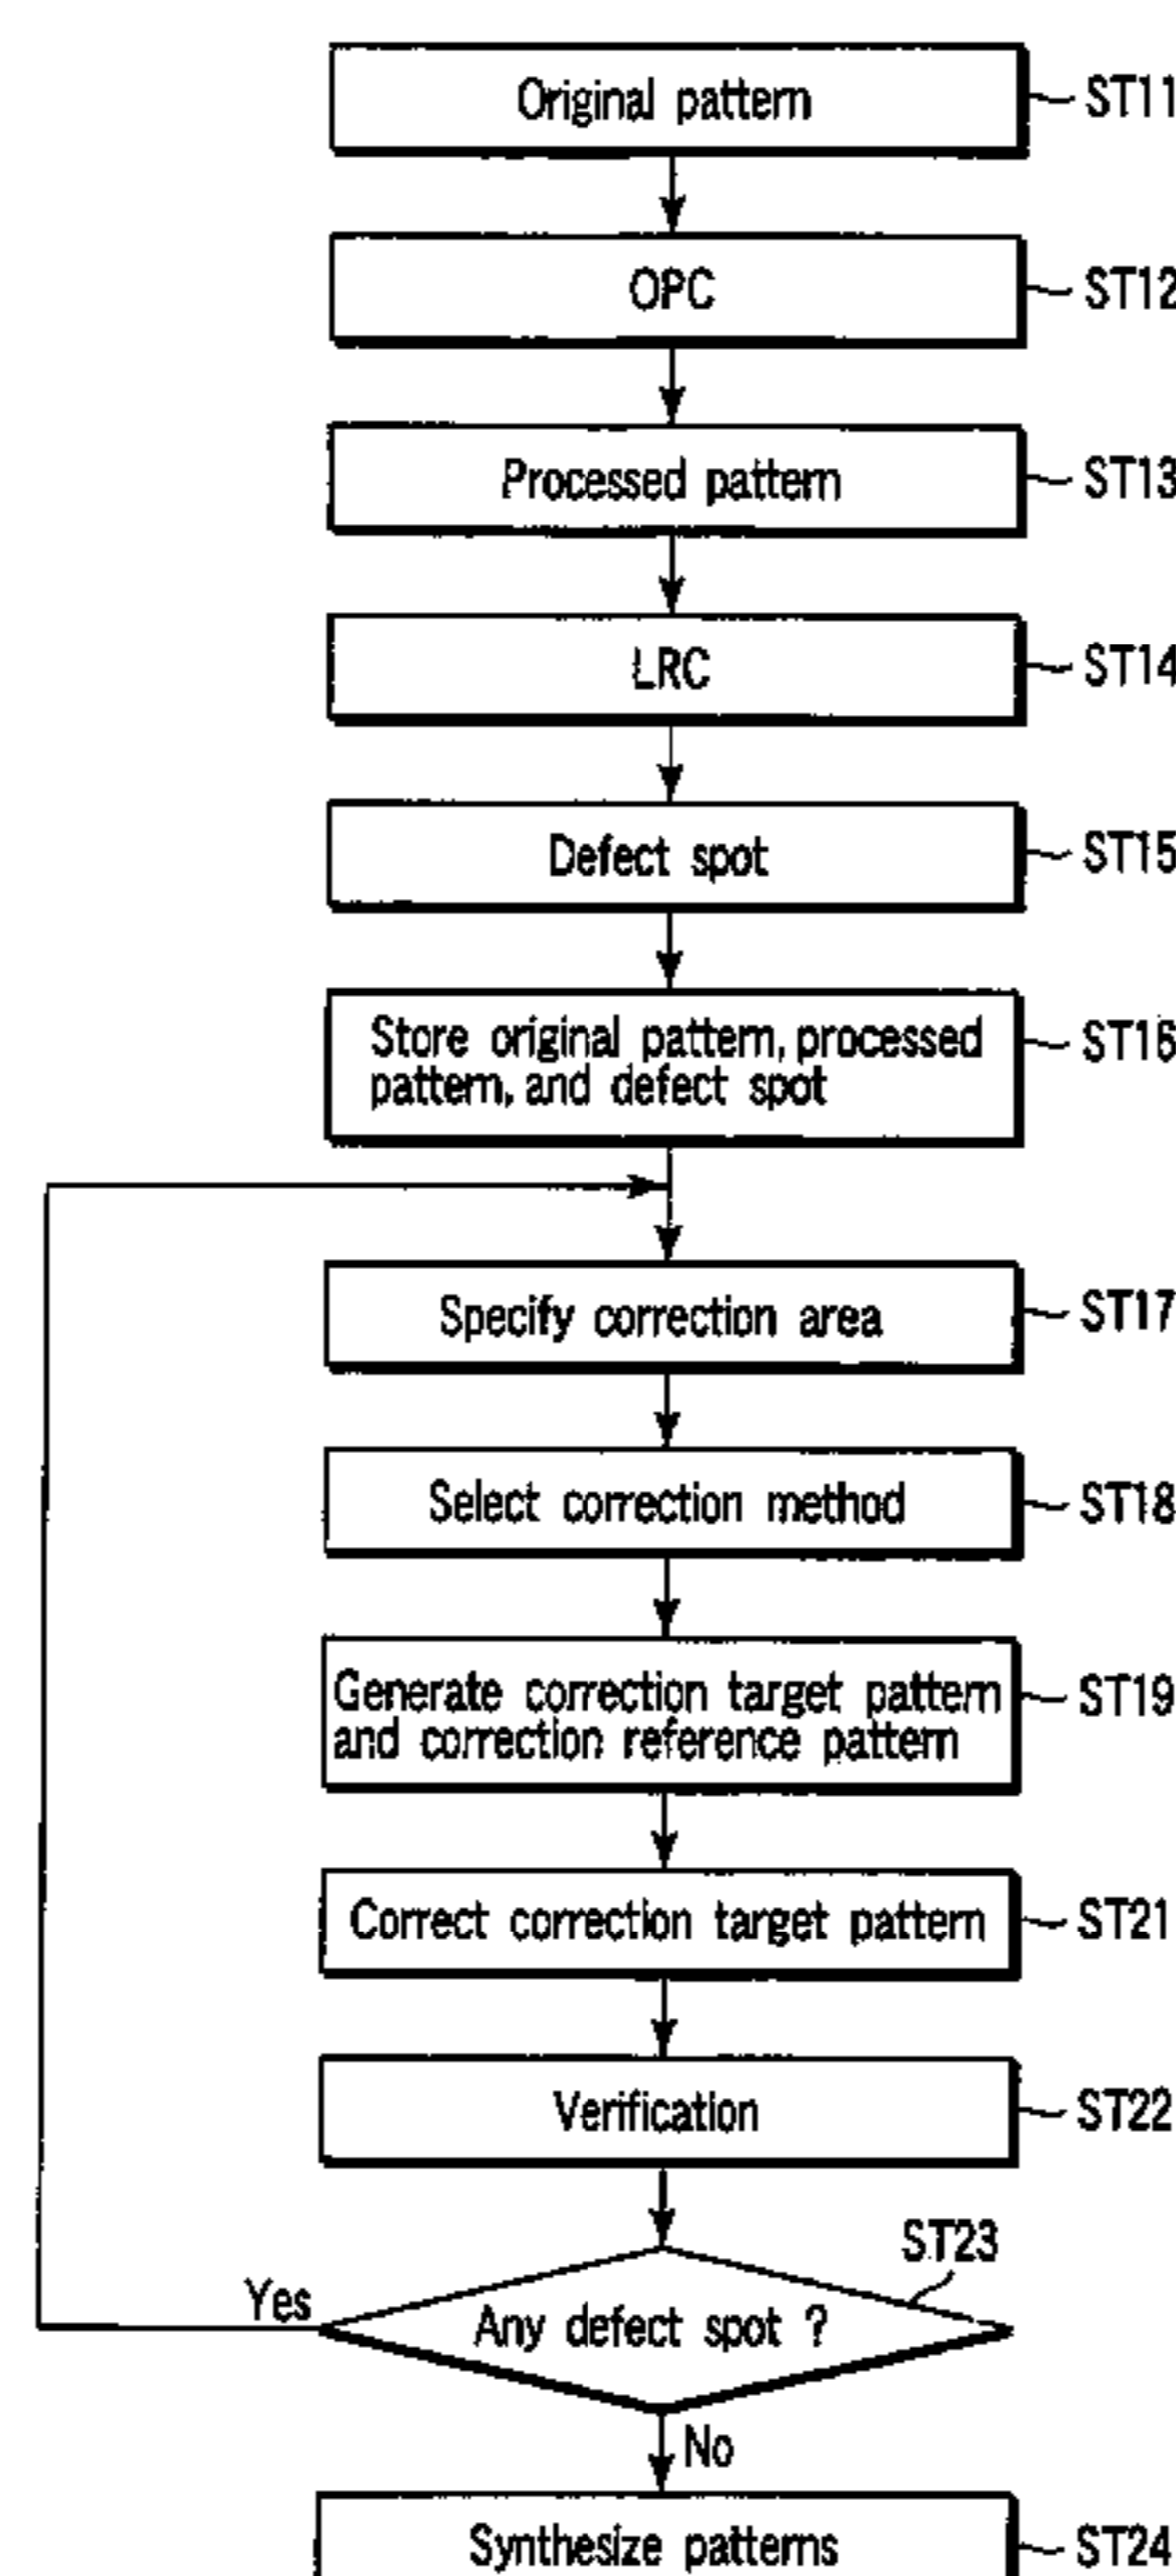 Original pattern ST11
OPC ST12
Processed pattern ST13
LRC ST14
Defect spot ST15
Store original pattern, processed ST16
pattern, and defect spot
Specify correction area ST17
Select correction method ST18
Generate correction target pattern ST19
and correction reference pattern
Correct correction target pattern ST21
Verification ST22
ST23
Yes
Any defect spot ?
No
Synthesize patterns ST24